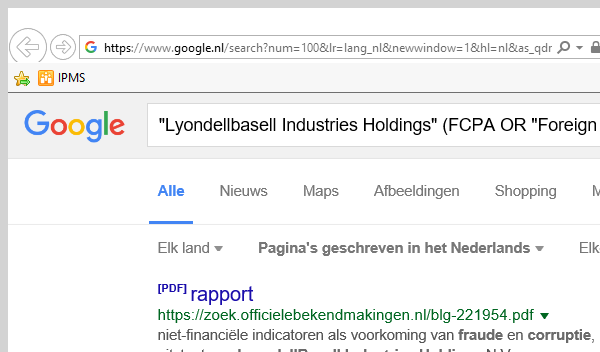 https://www.google.nl/search?num=100&lr=lang_nl&newwindow=1&hl=nl&as_qdr
IPMS
Google
"Lyondellbasell Industries Holdings" (FCPA OR "Foreign
Alle Nieuws Maps Afbeeldingen Shopping M
Elk land Pagina's geschreven in het Nederlands Elk
[PDF] rapport
https://zoek.officielebekendmakingen.nl/blg-221954.pdf
niet-financiële indicatoren als voorkoming van fraude en corruptie,